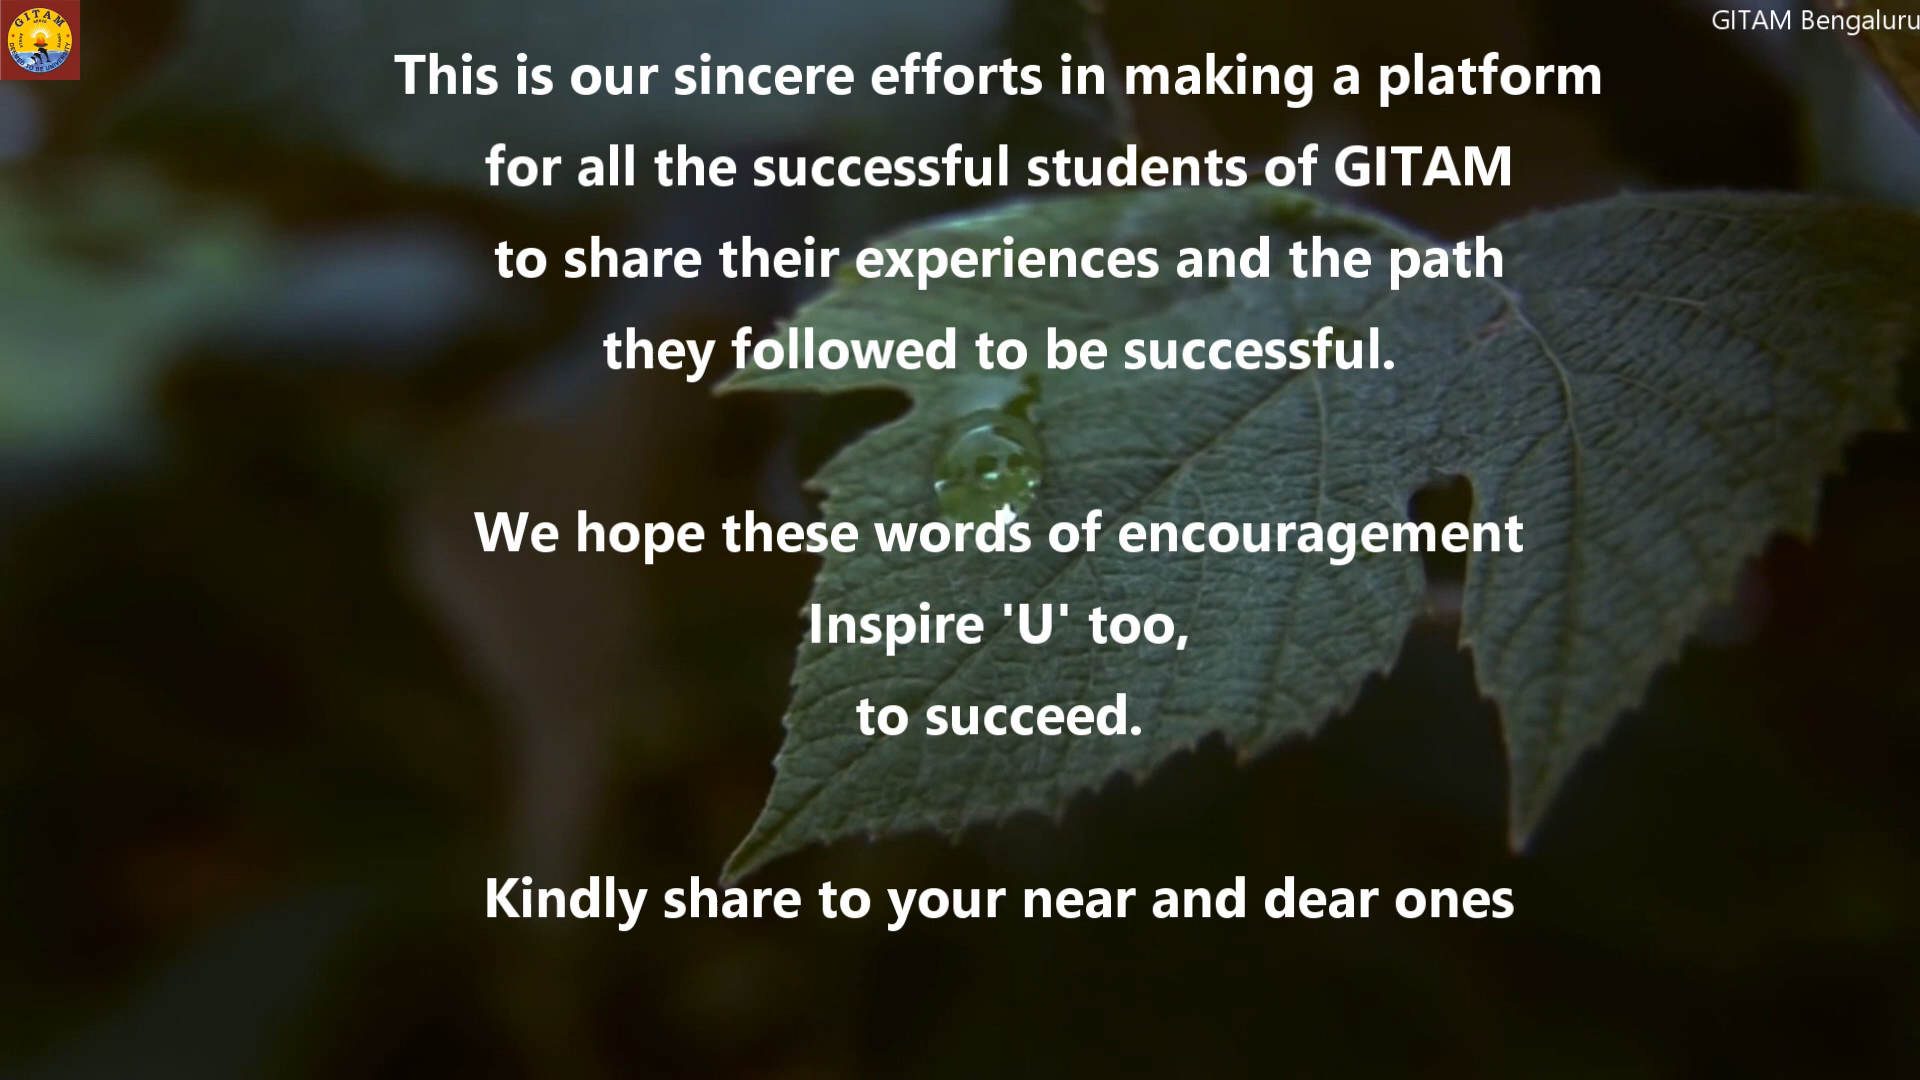 GITAM
GITAM Bengaluru
This is our sincere efforts in making a platform
for all the successful students of GITAM
to share their experiences and the path
they followed to be successful.
We hope these words of encouragement
Inspire 'U' too,
to succeed.
Kindly share to your near and dear ones